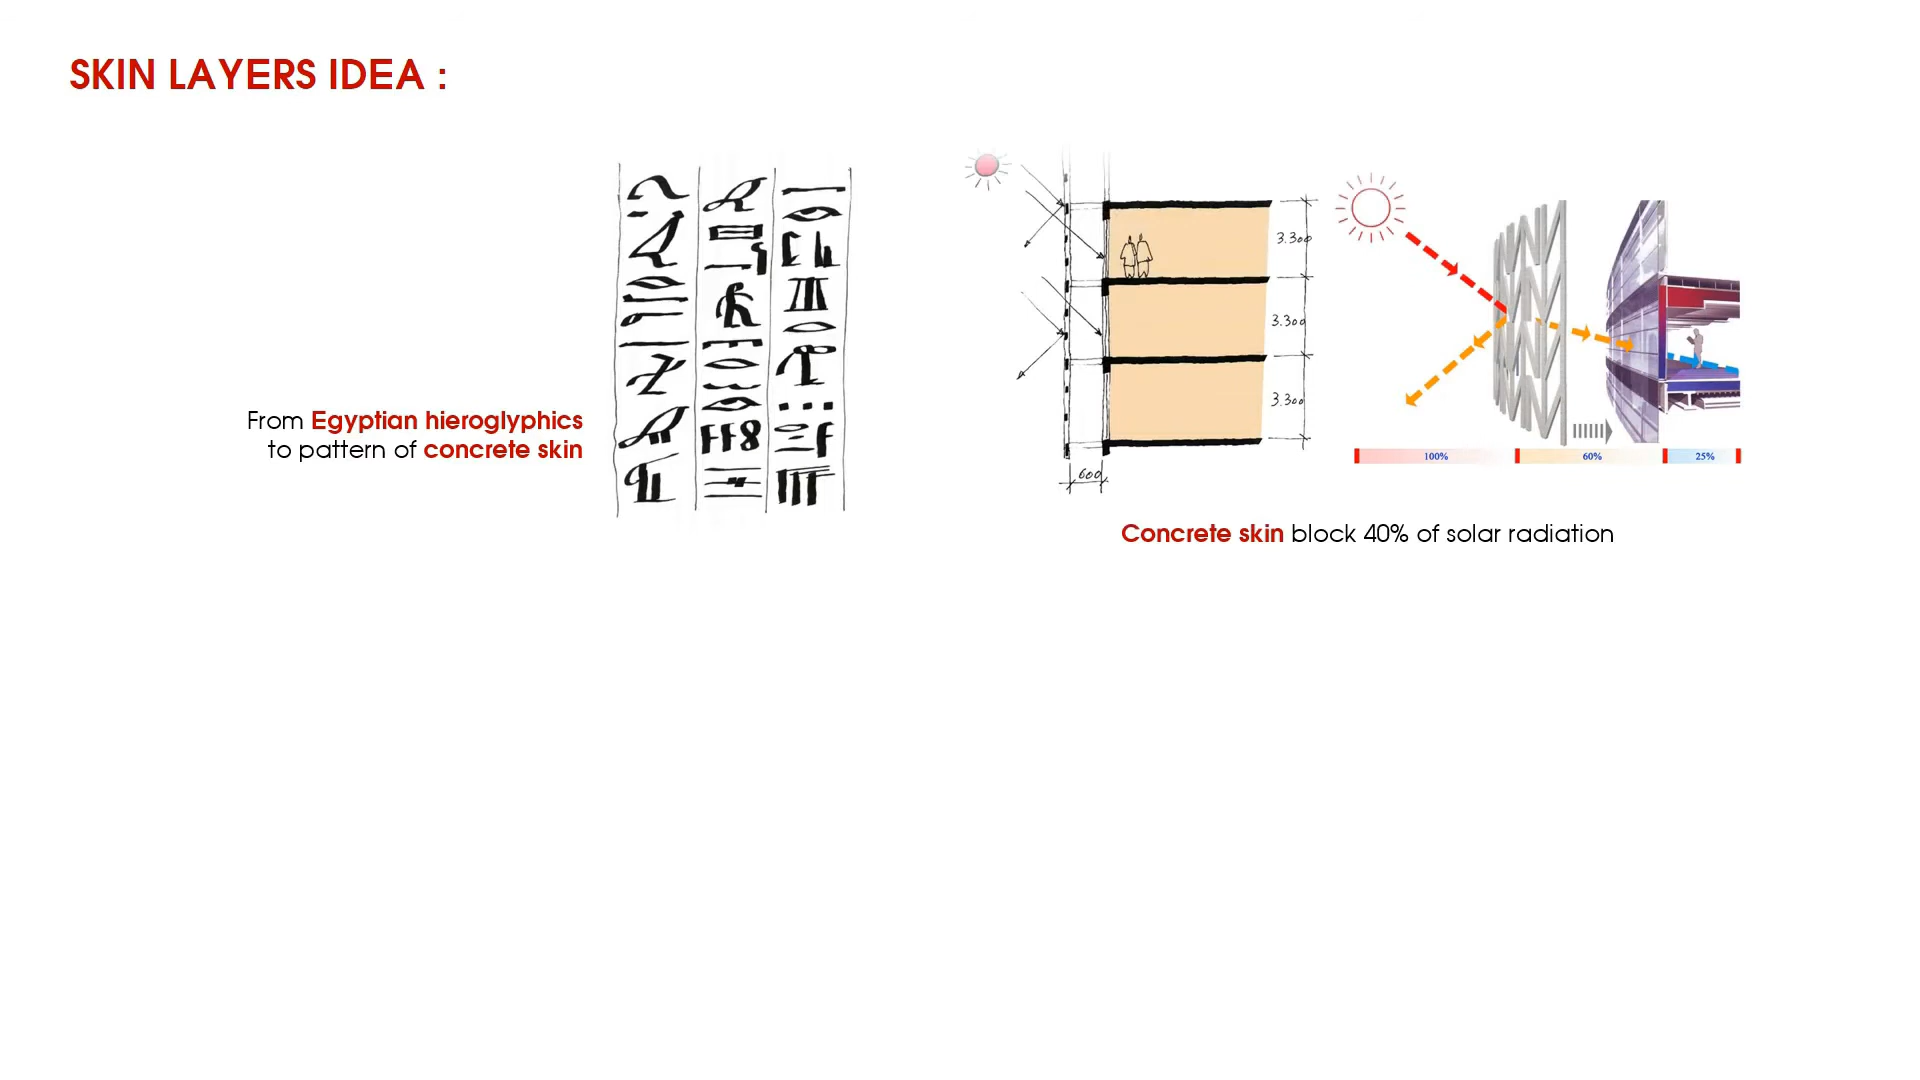 SKIN LAYERS IDEA :
From Egyptian hieroglyphics
to pattern of concrete skin
3.300
3.300
3.300
600
100%
60%
25%
Concrete skin block 40% of solar radiation